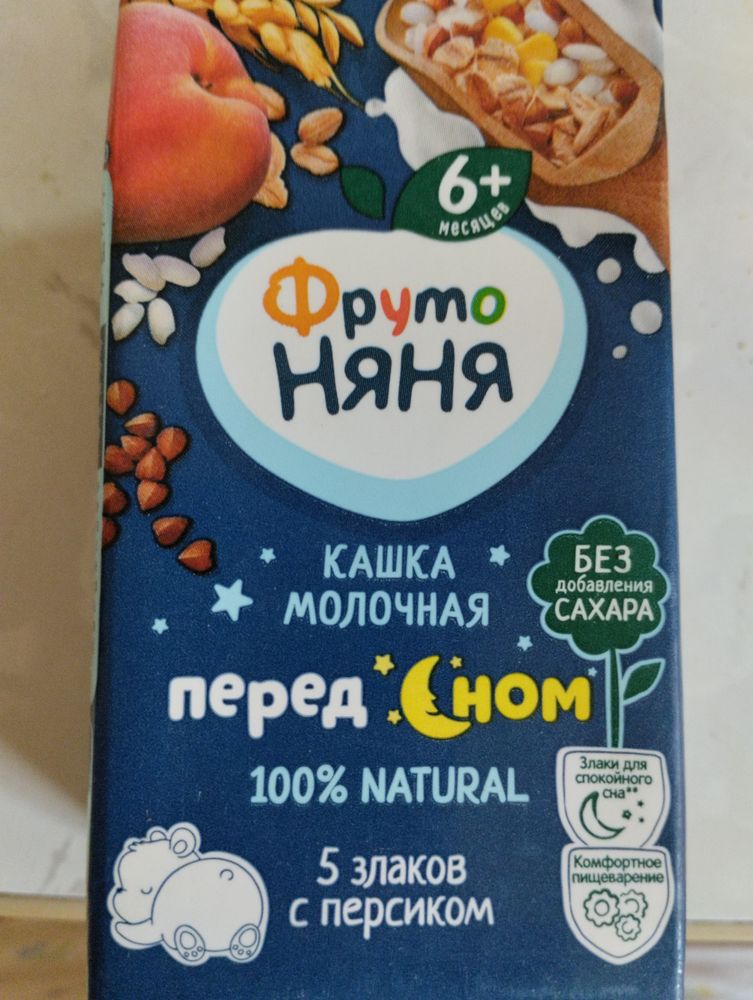 6+
месяцев
Фруто
Няня
КАШКА
МОЛОЧНАЯ
БЕЗ
добавления
САХАРА
перед Сном
100% NATURAL
Злаки для
спокойного
сна**
5 злаков
с персиком
Комфортное
пищеварение